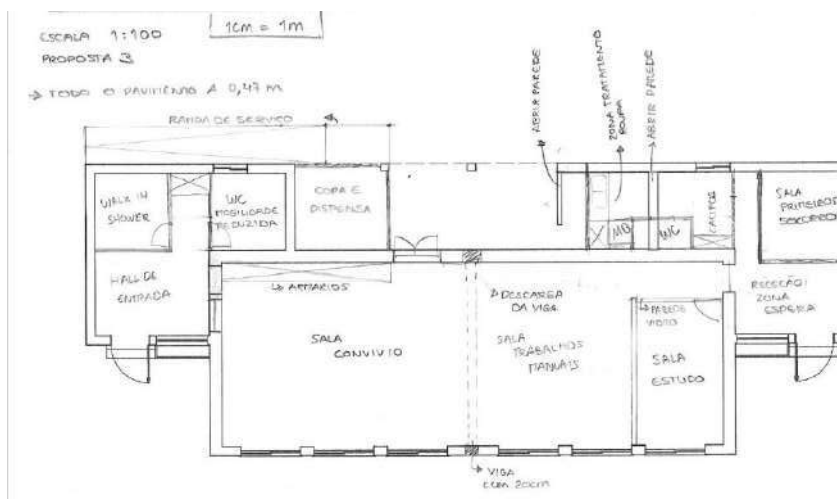 ESCALA 1:100
1cm = 1m
PROPOSTA 3
→ TODO O PAVIMENTO A 0,47 m
RAMPA DE SERVIÇO
ABRIR PAREDE
ZONA TRATAMENTO
ROUPA
ABRIR PAREDE
WALK IN
SHOWER
WC
MOBILIDADE
REDUZIDA
COPA E
DISPENSA
MB
WC
CACIFOS
SALA
PRIMEIROS
HALL DE
ENTRADA
ARMARIOS
DESCARGA
DA VIGA
RECEÇÃO/
ZONA
ESPERA
PAREDE
VIDRO
SALA
CONVIVIO
SALA
TRABALHOS
MANUAIS
SALA
ESTUDO
VIGA
COM 20cm